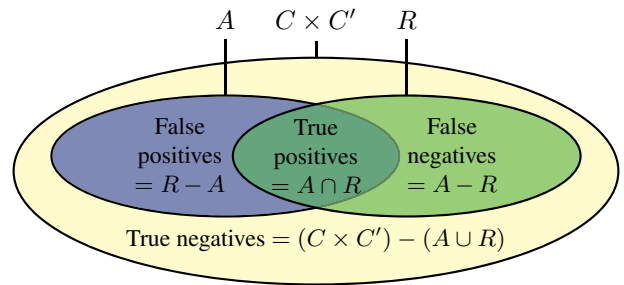 A C × C′ R
False True False
positives positives negatives
= R − A = A ∩ R = A − R
True negatives = (C × C′) − (A ∪ R)